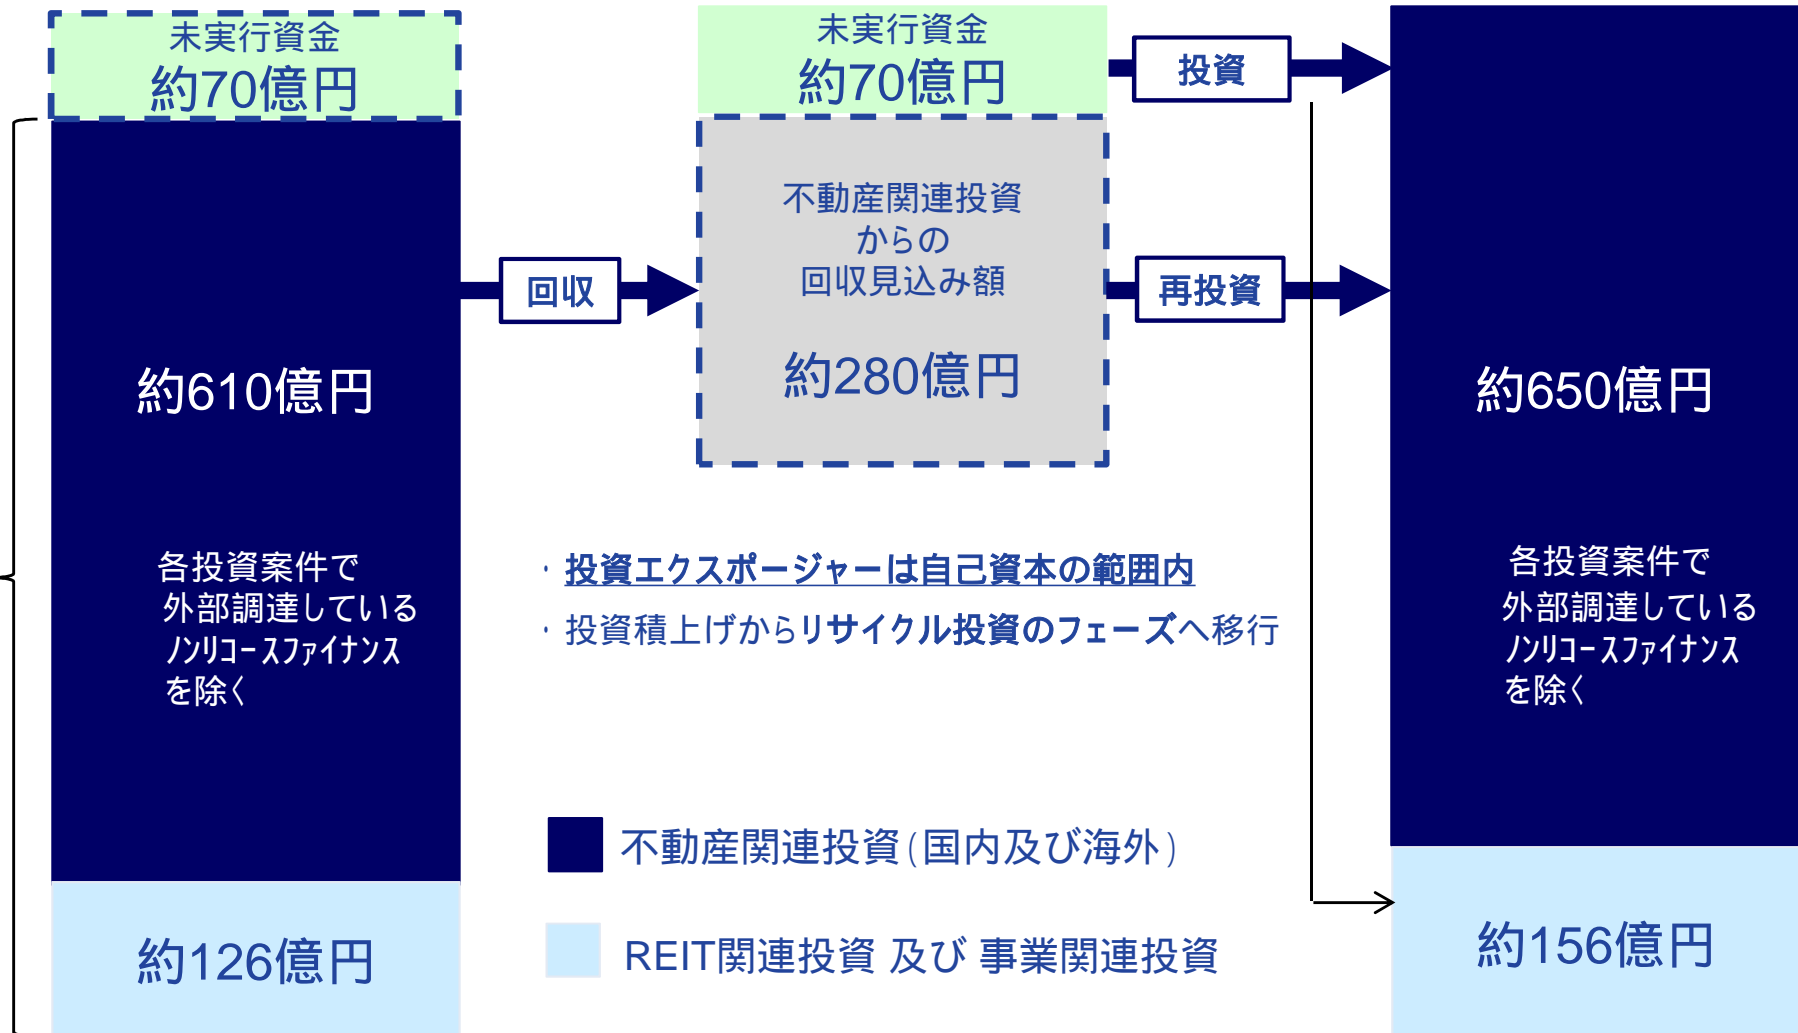 未実行資金
約70億円
約610億円
各投資案件で
外部調達している
ﾉﾝﾘｺｰｽﾌｧｲﾅﾝｽ
を除く
約126億円
回収
未実行資金
約70億円
不動産関連投資
からの
回収見込み額
約280億円
投資
再投資
・投資エクスポージャーは自己資本の範囲内
・投資積上げからリサイクル投資のフェーズへ移行
不動産関連投資(国内及び海外)
REIT関連投資 及び 事業関連投資
約650億円
各投資案件で
外部調達している
ﾉﾝﾘｺｰｽﾌｧｲﾅﾝｽ
を除く
約156億円